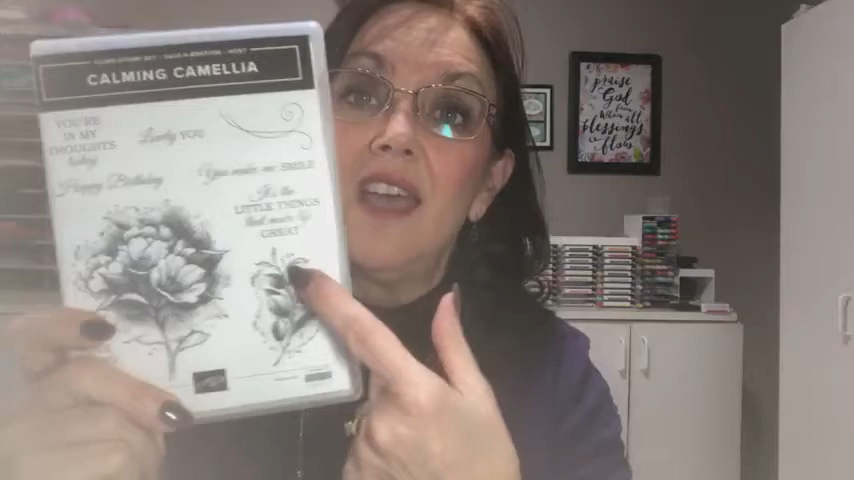 CALMING CAMELLIA
YOU'RE
IN MY
THOUGHTS
today
Lovely YOU
Happy Birthday
You make me SMILE
It's the
LITTLE THINGS
that make life
GREAT
praise
God
from
Whom all
blessings
flow